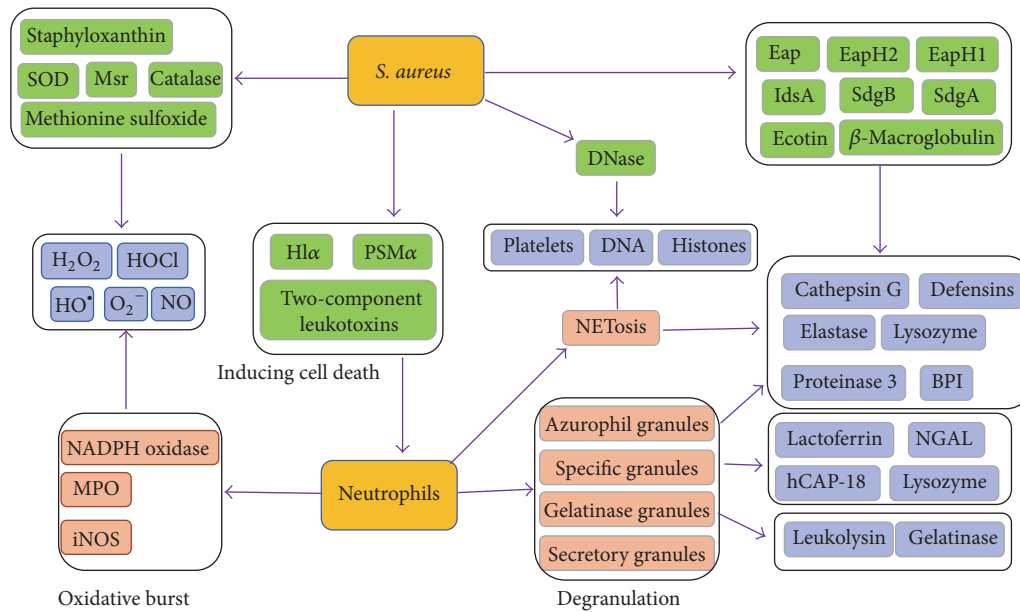 Staphyloxanthin
SOD
Msr
Catalase
Methionine sulfoxide
S. aureus
Eap
EapH2
EapH1
IdsA
SdgB
SdgA
Ecotin
β-Macroglobulin
DNase
H₂O₂
HOCl
HO•
O₂⁻
NO
Hlα
PSMα
Two-component
leukotoxins
Inducing cell death
Platelets
DNA
Histones
NETosis
Cathepsin G
Defensins
Elastase
Lysozyme
Proteinase 3
BPI
NADPH oxidase
MPO
iNOS
Oxidative burst
Neutrophils
Azurophil granules
Specific granules
Gelatinase granules
Secretory granules
Degranulation
Lactoferrin
NGAL
hCAP-18
Lysozyme
Leukolysin
Gelatinase